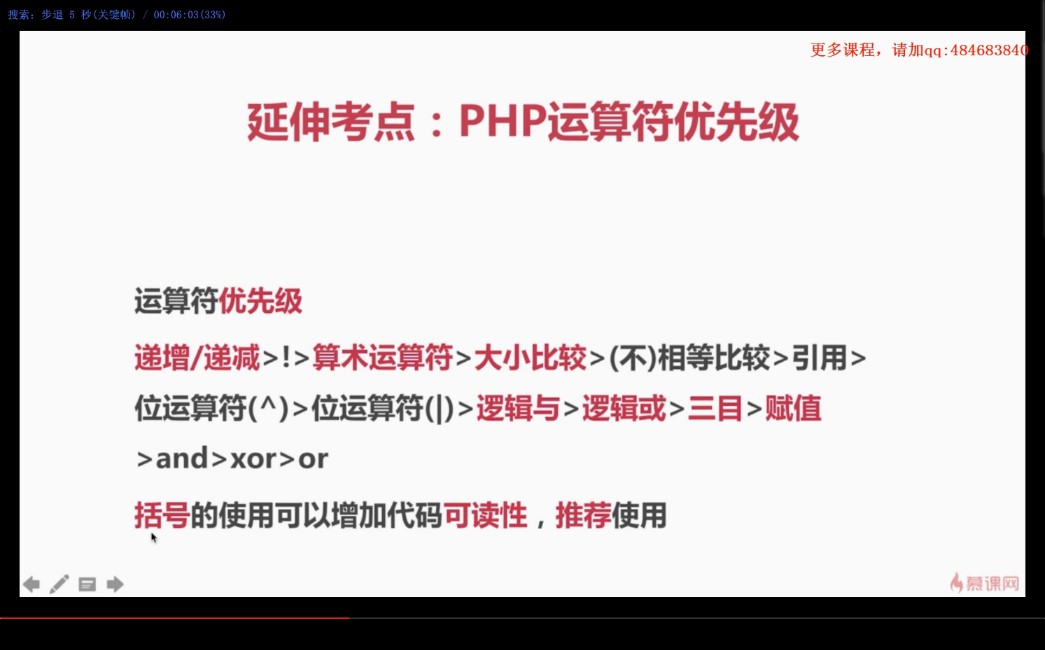 搜索: 步退 5 秒(关键帧) / 00:06:03(33%)
更多课程，请加qq:484683840
延伸考点：PHP运算符优先级
运算符优先级
递增/递减>!>算术运算符>大小比较>(不)相等比较>引用>
位运算符(^)>位运算符(|)>逻辑与>逻辑或>三目>赋值
>and>xor>or
括号的使用可以增加代码可读性，推荐使用
慕课网